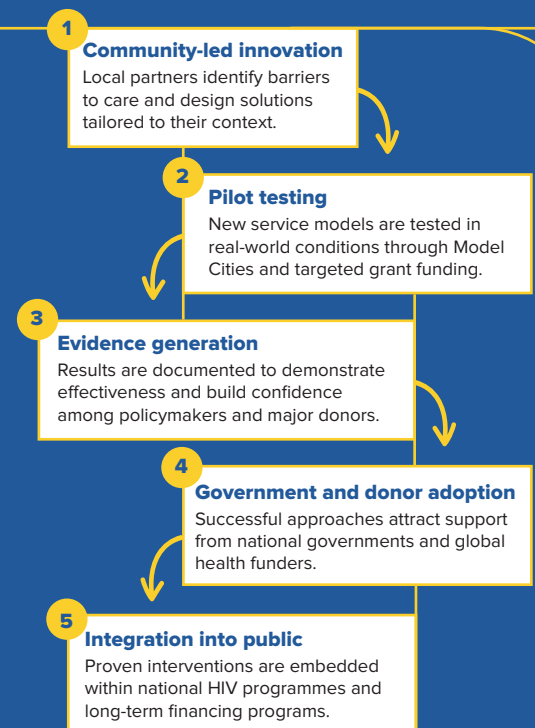 1
Community-led innovation
Local partners identify barriers
to care and design solutions
tailored to their context.
2
Pilot testing
New service models are tested in
real-world conditions through Model
Cities and targeted grant funding.
3
Evidence generation
Results are documented to demonstrate
effectiveness and build confidence
among policymakers and major donors.
4
Government and donor adoption
Successful approaches attract support
from national governments and global
health funders.
5
Integration into public
Proven interventions are embedded
within national HIV programmes and
long-term financing programs.